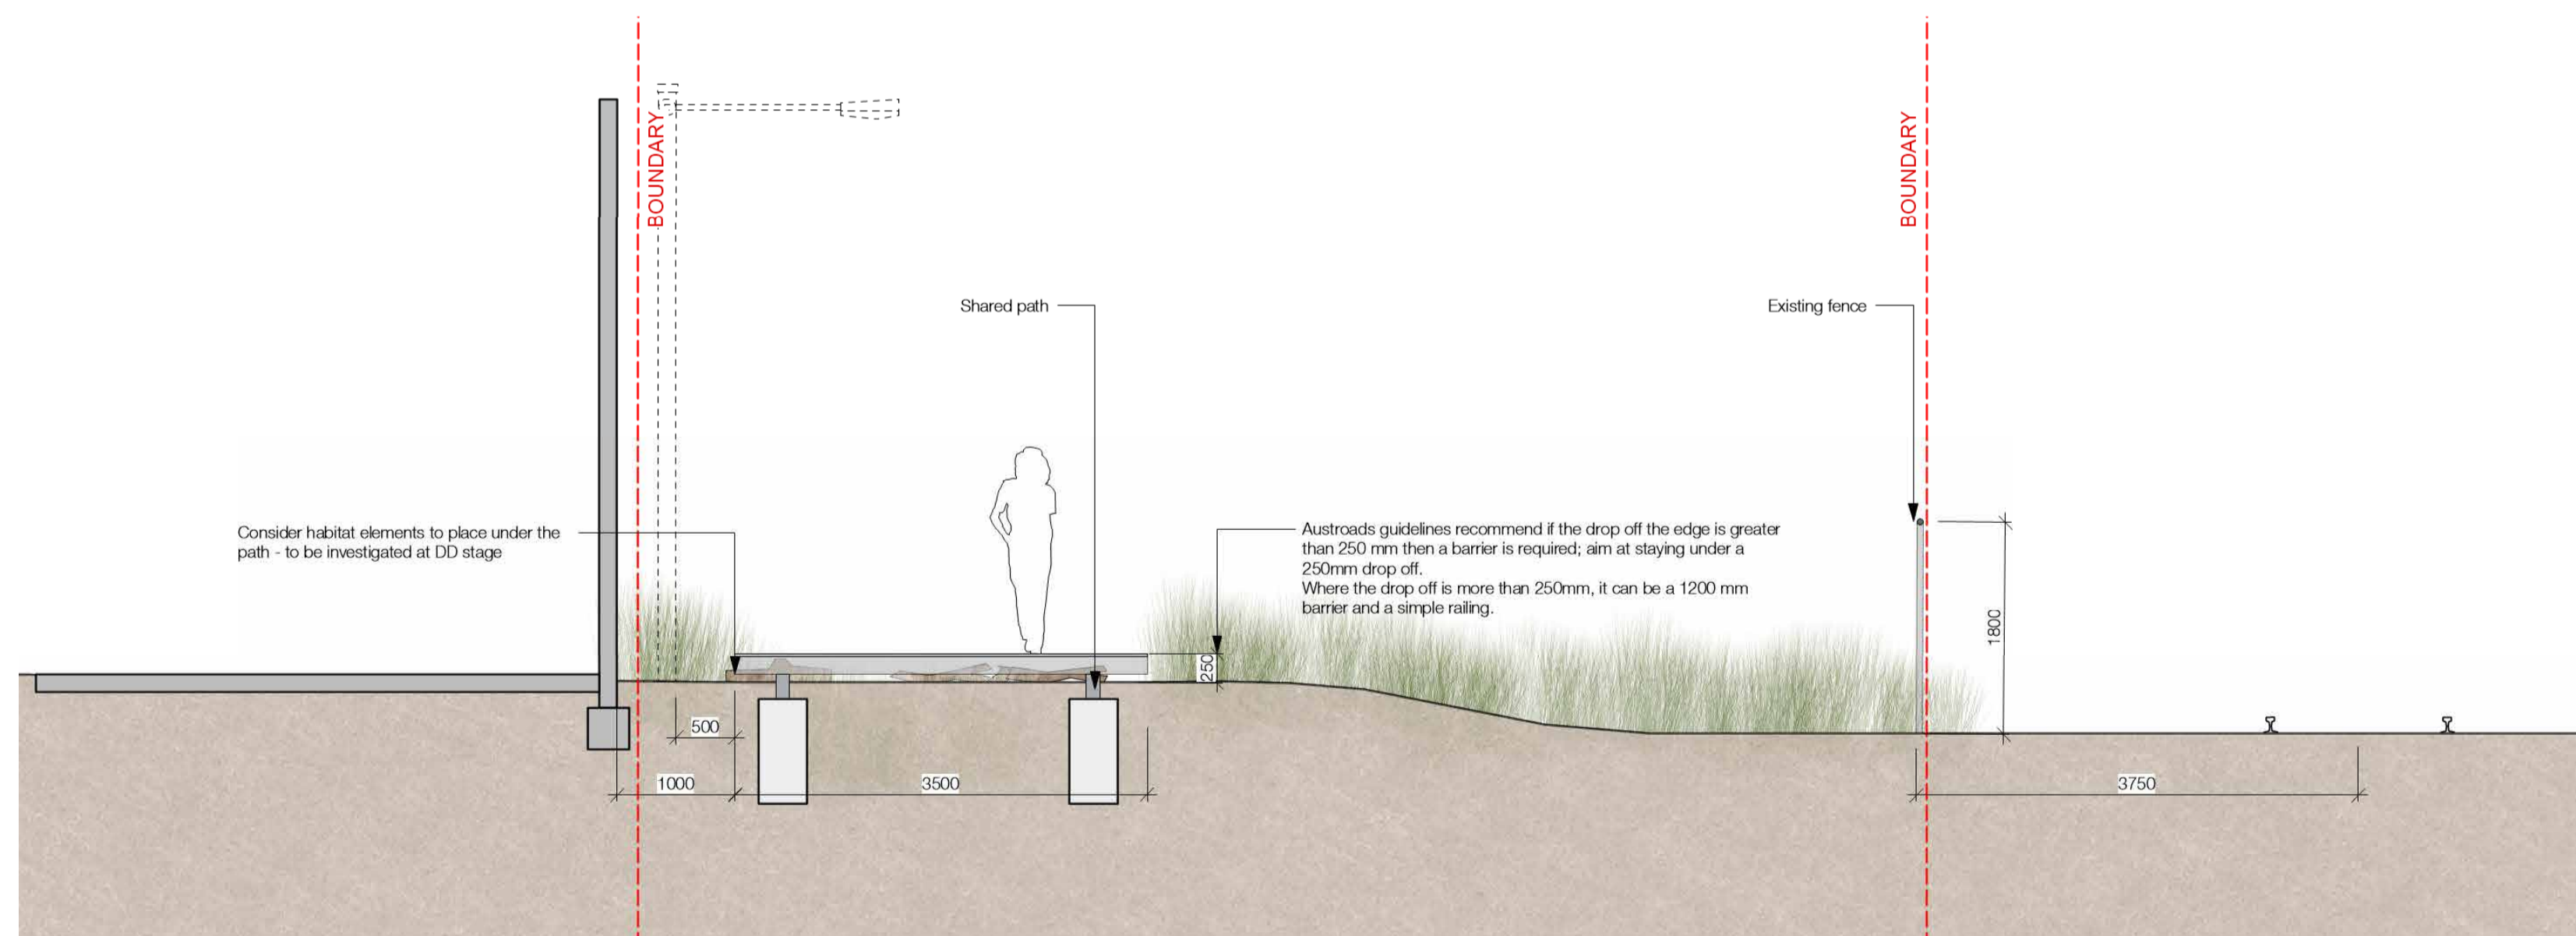 BOUNDARY
BOUNDARY
Shared path
Existing fence
Consider habitat elements to place under the
path - to be investigated at DD stage
Austroads guidelines recommend if the drop off the edge is greater
than 250 mm then a barrier is required; aim at staying under a
250mm drop off.
Where the drop off is more than 250mm, it can be a 1200 mm
barrier and a simple railing.
1800
250
500
1000
3500
3750